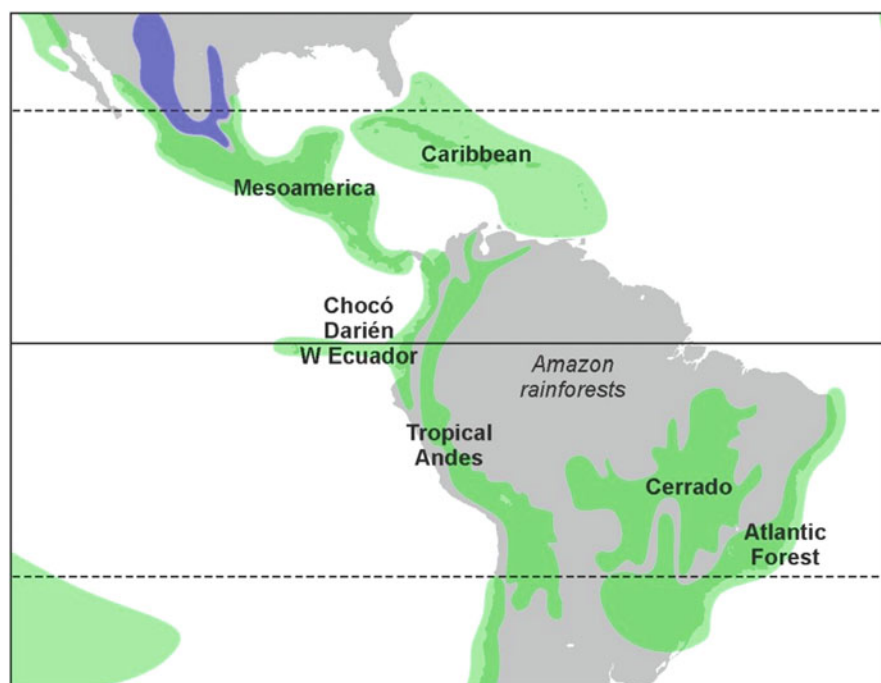 Caribbean
Mesoamerica
Chocó
Darién
W Ecuador
Amazon
rainforests
Tropical
Andes
Cerrado
Atlantic
Forest